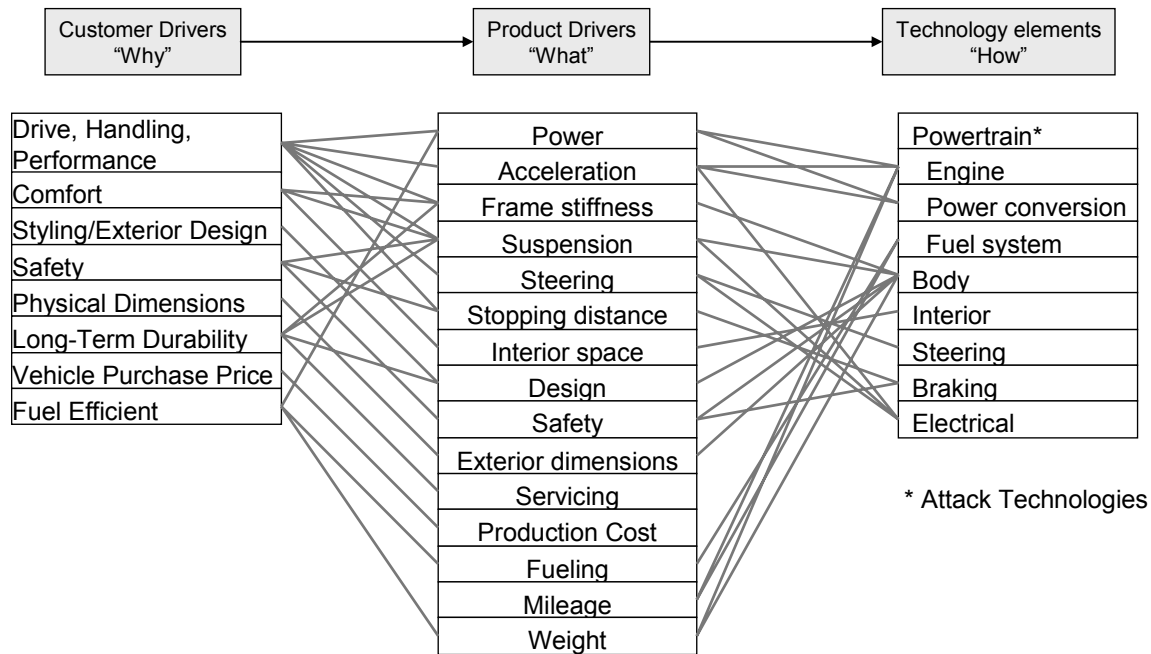 Customer Drivers
“Why”
Product Drivers
“What”
Technology elements
“How”
Drive, Handling,
Performance
Comfort
Styling/Exterior Design
Safety
Physical Dimensions
Long-Term Durability
Vehicle Purchase Price
Fuel Efficient
Power
Acceleration
Frame stiffness
Suspension
Steering
Stopping distance
Interior space
Design
Safety
Exterior dimensions
Servicing
Production Cost
Fueling
Mileage
Weight
Powertrain*
Engine
Power conversion
Fuel system
Body
Interior
Steering
Braking
Electrical
* Attack Technologies